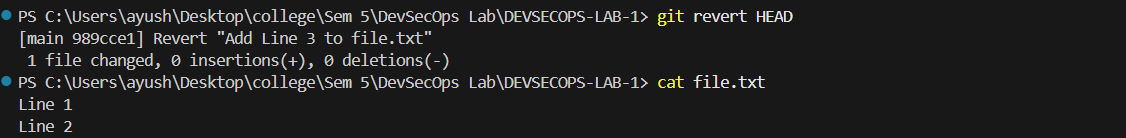 PS C:\Users\ayush\Desktop\college\Sem 5\DevSecOps Lab\DEVSECOPS-LAB-1> git revert HEAD
[main 989cce1] Revert "Add Line 3 to file.txt"
 1 file changed, 0 insertions(+), 0 deletions(-)
PS C:\Users\ayush\Desktop\college\Sem 5\DevSecOps Lab\DEVSECOPS-LAB-1> cat file.txt
Line 1
Line 2